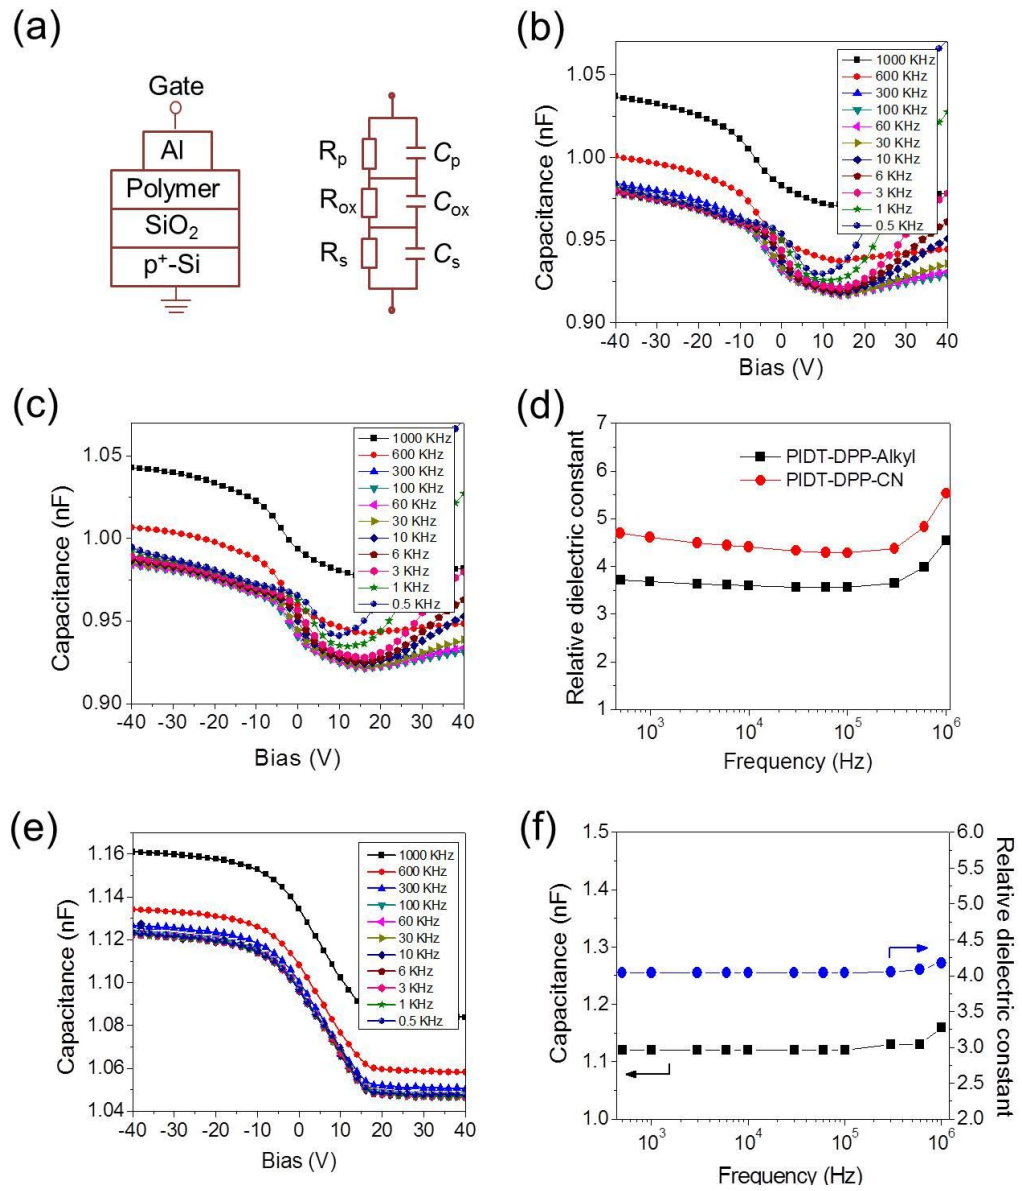 (a)
Gate
Al
Polymer
SiO2
p+-Si
Rp
Cp
Rox
Cox
Rs
Cs
(b)
Capacitance (nF)
1.05
1.00
0.95
0.90
-40 -30 -20 -10 0 10 20 30 40
Bias (V)
1000 KHz
600 KHz
300 KHz
100 KHz
60 KHz
30 KHz
10 KHz
6 KHz
3 KHz
1 KHz
0.5 KHz
(c)
Capacitance (nF)
1.05
1.00
0.95
0.90
-40 -30 -20 -10 0 10 20 30 40
Bias (V)
1000 KHz
600 KHz
300 KHz
100 KHz
60 KHz
30 KHz
10 KHz
6 KHz
3 KHz
1 KHz
0.5 KHz
(d)
Relative dielectric constant
7
6
5
4
3
2
1
10^3 10^4 10^5 10^6
Frequency (Hz)
PIDT-DPP-Alkyl
PIDT-DPP-CN
(e)
Capacitance (nF)
1.16
1.14
1.12
1.10
1.08
1.06
1.04
-40 -30 -20 -10 0 10 20 30 40
Bias (V)
1000 KHz
600 KHz
300 KHz
100 KHz
60 KHz
30 KHz
10 KHz
6 KHz
3 KHz
1 KHz
0.5 KHz
(f)
Capacitance (nF)
1.5
1.4
1.3
1.2
1.1
1.0
10^3 10^4 10^5 10^6
Frequency (Hz)
6.0
5.5
5.0
4.5
4.0
3.5
3.0
2.5
2.0
Relative dielectric
constant